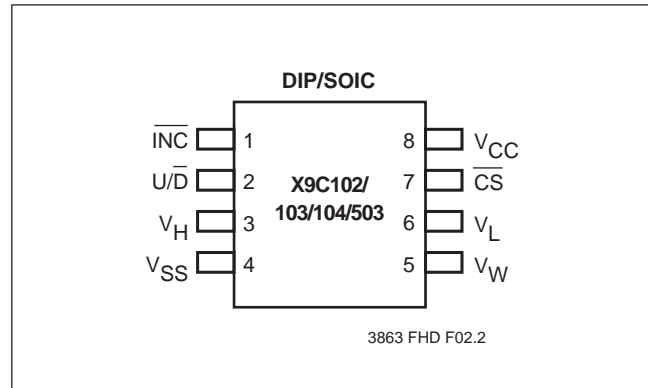 DIP/SOIC
INC 1
U/D 2
VH 3
VSS 4
X9C102/
103/104/503
8 VCC
7 CS
6 VL
5 VW
3863 FHD F02.2